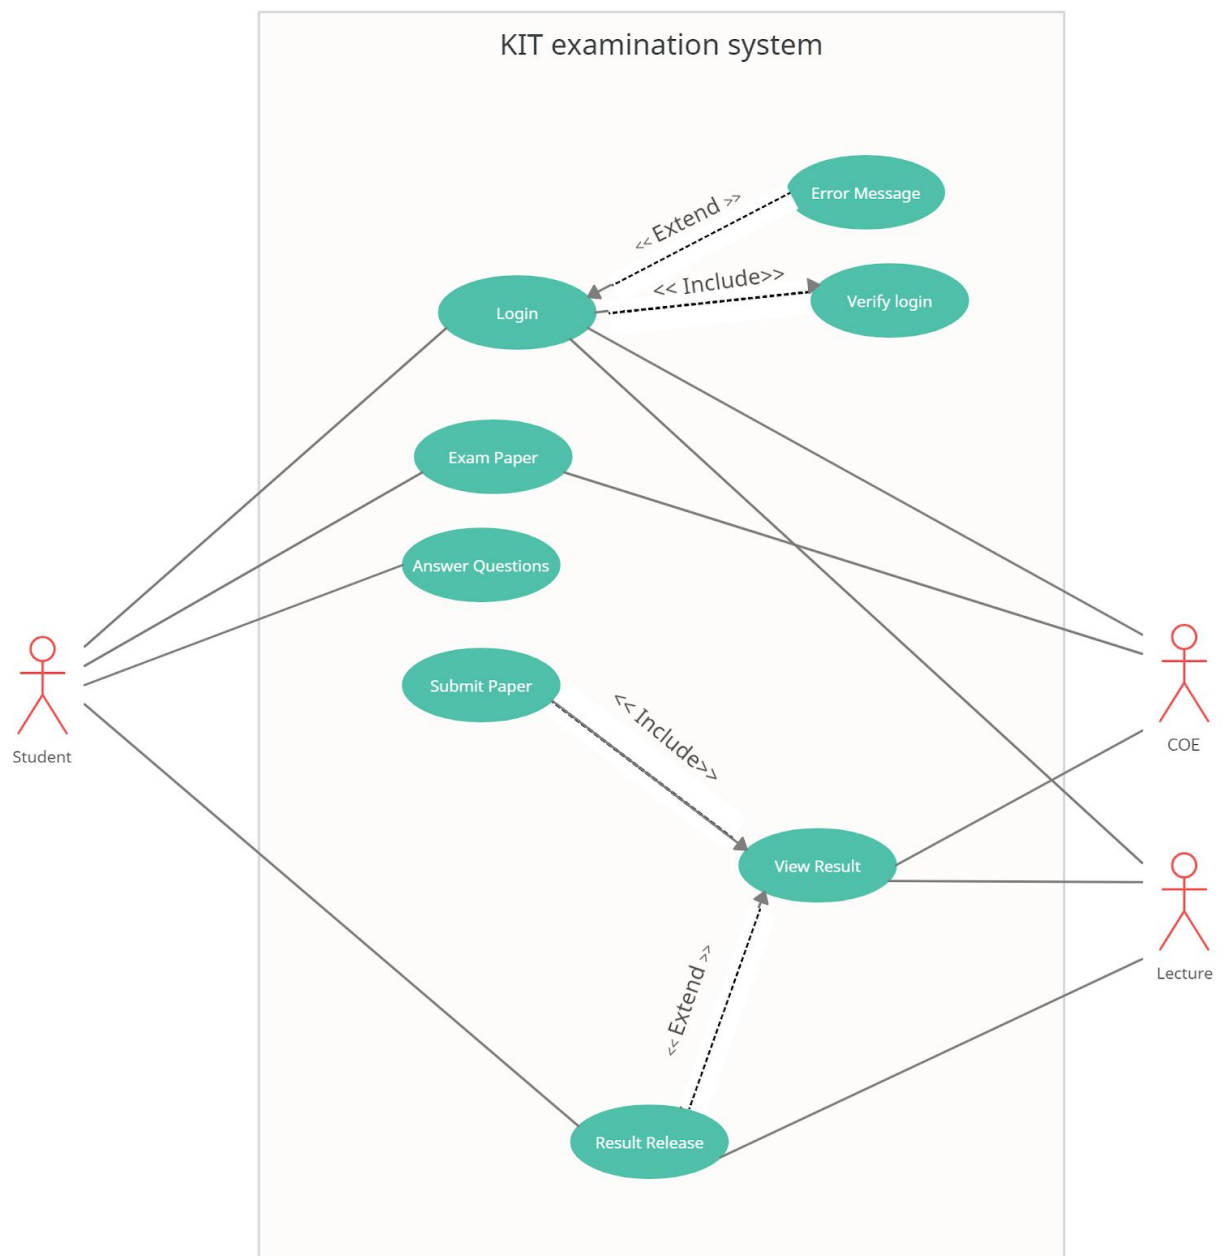 KIT examination system
Error Message
<< Extend >>
<< Include>>
Verify login
Login
Exam Paper
Answer Questions
Submit Paper
<< Include>>
Student
COE
View Result
Lecture
<< Extend >>
Result Release